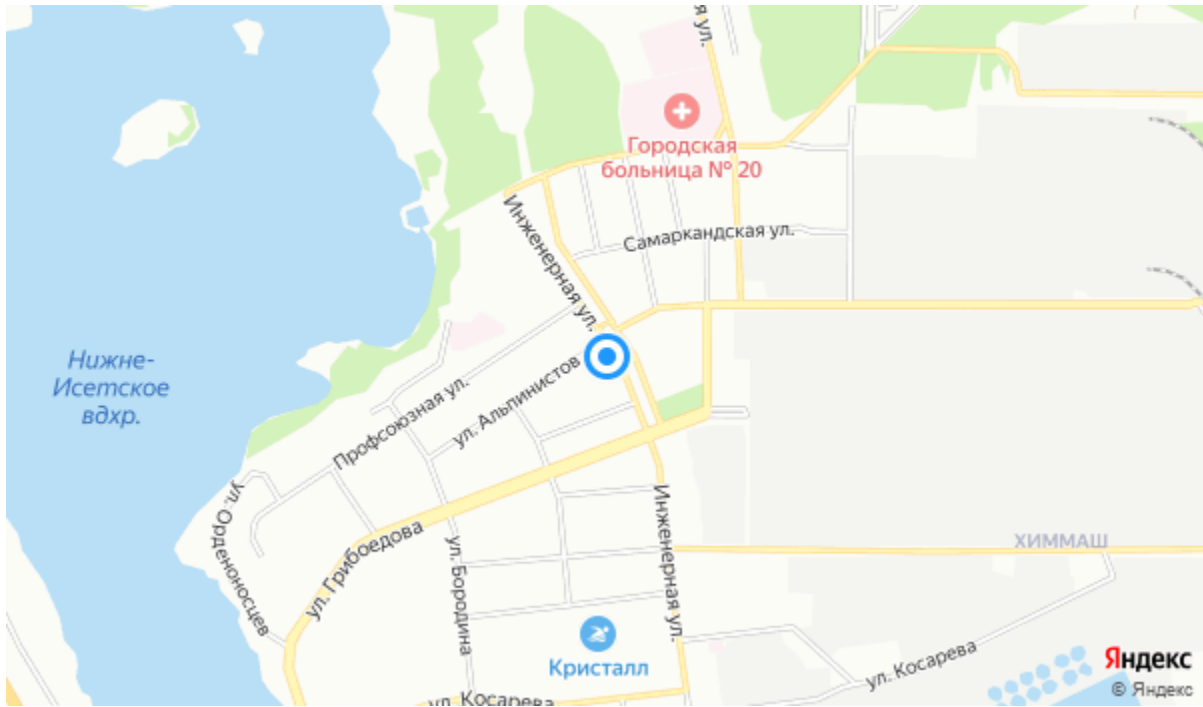 я ул.
Городская
больница № 20
Инженерная ул.
Самаркандская ул.
Нижне-
Исетское
вдхр.
Профсоюзная ул.
ул. Альпинистов
ул. Орденоносцев
ул. Грибоедова
ул. Бородина
Инженерная ул.
ХИММАШ
Кристалл
ул. Косарева
ул. Косарева
Яндекс
© Яндекс